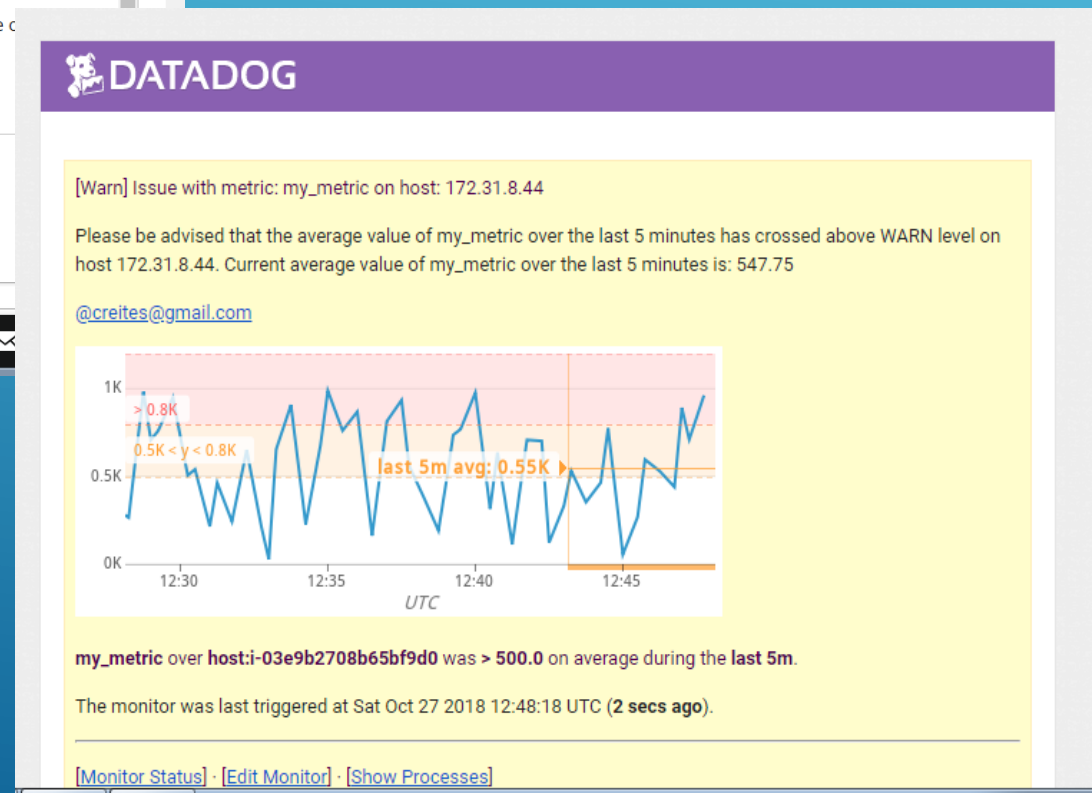 DATADOG
[Warn] Issue with metric: my_metric on host: 172.31.8.44
Please be advised that the average value of my_metric over the last 5 minutes has crossed above WARN level on
host 172.31.8.44. Current average value of my_metric over the last 5 minutes is: 547.75
@creites@gmail.com
1K
> 0.8K
0.5K < y < 0.8K
last 5m avg: 0.55K
0.5K
0K
12:30 12:35 12:40 12:45
UTC
my_metric over host:i-03e9b2708b65bf9d0 was > 500.0 on average during the last 5m.
The monitor was last triggered at Sat Oct 27 2018 12:48:18 UTC (2 secs ago).
[Monitor Status] · [Edit Monitor] · [Show Processes]